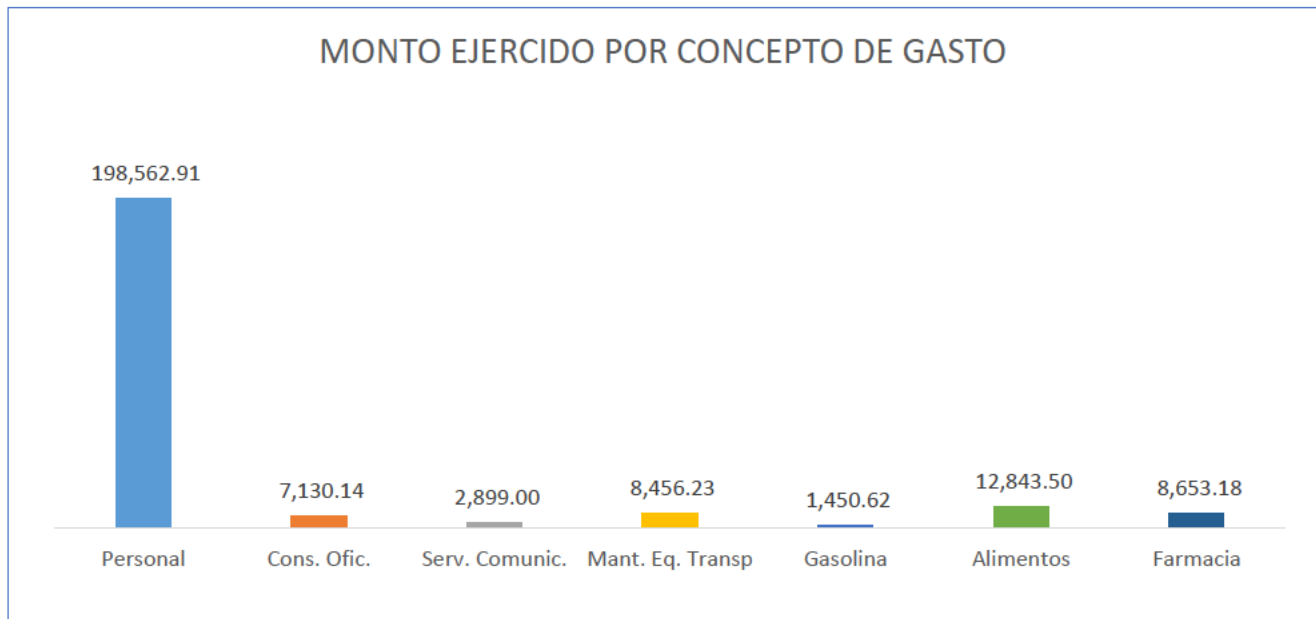 MONTO EJERCIDO POR CONCEPTO DE GASTO
198,562.91
7,130.14
2,899.00
8,456.23
1,450.62
12,843.50
8,653.18
Personal
Cons. Ofic.
Serv. Comunic.
Mant. Eq. Transp
Gasolina
Alimentos
Farmacia